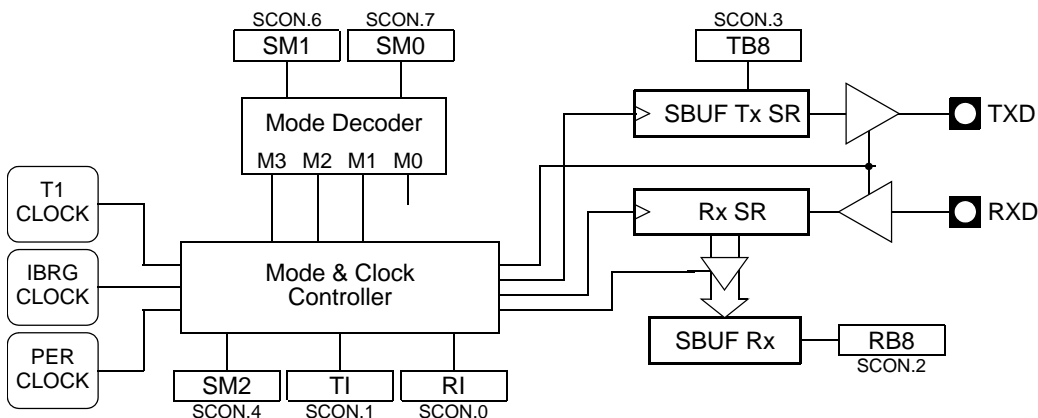 SCON.6
SCON.7
SCON.3
SM1
SM0
TB8
Mode Decoder
SBUF Tx SR
TXD
M3 M2 M1 M0
T1
CLOCK
Rx SR
RXD
IBRG
CLOCK
Mode & Clock
Controller
PER
CLOCK
SBUF Rx
RB8
SCON.2
SM2
TI
RI
SCON.4
SCON.1
SCON.0